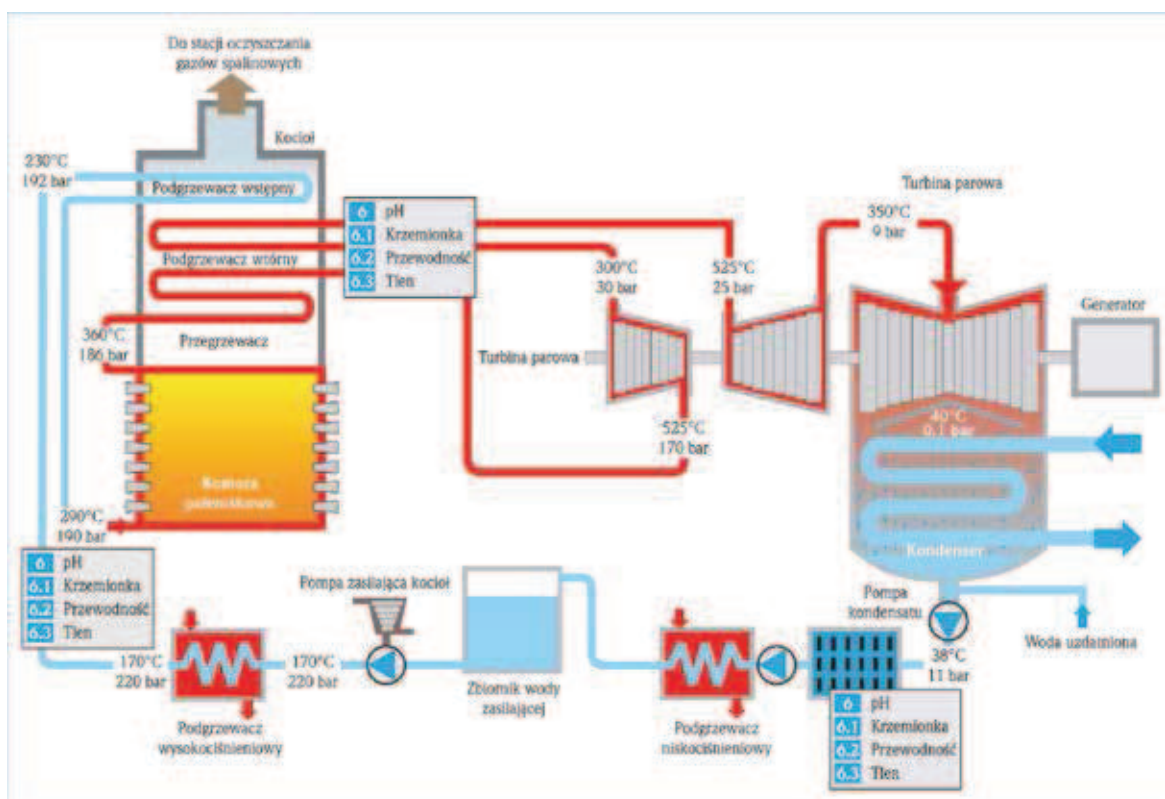 Do stacji oczyszczania
gazów spalinowych
Kocioł
230°C
192 bar
Podgrzewacz wstępny
Podgrzewacz wtórny
Przegrzewacz
360°C
186 bar
Komora
paleniskowa
290°C
190 bar
6 pH
6.1 Krzemionka
6.2 Przewodność
6.3 Tlen
300°C
30 bar
525°C
25 bar
Turbina parowa
350°C
9 bar
Turbina parowa
Generator
525°C
170 bar
40°C
0,1 bar
Kondenser
6 pH
6.1 Krzemionka
6.2 Przewodność
6.3 Tlen
Pompa zasilająca kocioł
Pompa
kondensatu
Woda uzdatniona
170°C
220 bar
170°C
220 bar
38°C
11 bar
Zbiornik wody
zasilającej
Podgrzewacz
wysokociśnieniowy
Podgrzewacz
niskociśnieniowy
6 pH
6.1 Krzemionka
6.2 Przewodność
6.3 Tlen